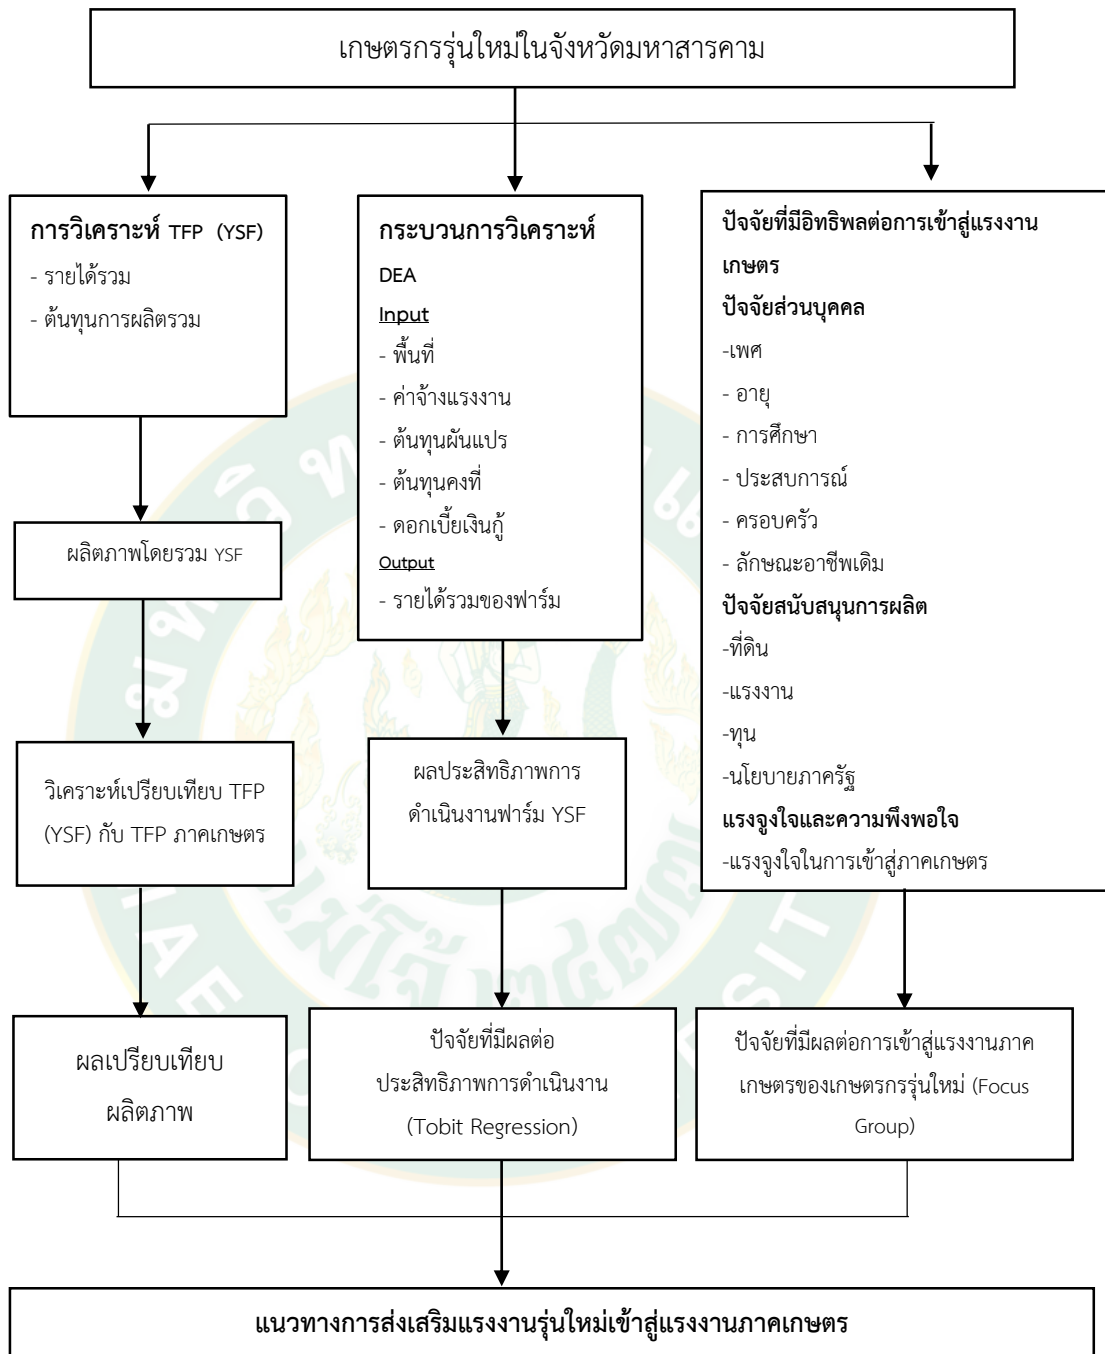 เกษตรกรรุ่นใหม่ในจังหวัดมหาสารคาม
การวิเคราะห์ TFP (YSF)
- รายได้รวม
- ต้นทุนการผลิตรวม
ผลิตภาพโดยรวม YSF
วิเคราะห์เปรียบเทียบ TFP
(YSF) กับ TFP ภาคเกษตร
ผลเปรียบเทียบ
ผลิตภาพ
กระบวนการวิเคราะห์
DEA
Input
- พื้นที่
- ค่าจ้างแรงงาน
- ต้นทุนผันแปร
- ต้นทุนคงที่
- ดอกเบี้ยเงินกู้
Output
- รายได้รวมของฟาร์ม
ผลประสิทธิภาพการ
ดำเนินงานฟาร์ม YSF
ปัจจัยที่มีผลต่อ
ประสิทธิภาพการดำเนินงาน
(Tobit Regression)
ปัจจัยที่มีอิทธิพลต่อการเข้าสู่แรงงาน
เกษตร
ปัจจัยส่วนบุคคล
-เพศ
- อายุ
- การศึกษา
- ประสบการณ์
- ครอบครัว
- ลักษณะอาชีพเดิม
ปัจจัยสนับสนุนการผลิต
-ที่ดิน
-แรงงาน
-ทุน
-นโยบายภาครัฐ
แรงจูงใจและความพึงพอใจ
-แรงจูงใจในการเข้าสู่ภาคเกษตร
ปัจจัยที่มีผลต่อการเข้าสู่แรงงานภาค
เกษตรของเกษตรกรรุ่นใหม่ (Focus
Group)
แนวทางการส่งเสริมแรงงานรุ่นใหม่เข้าสู่แรงงานภาคเกษตร